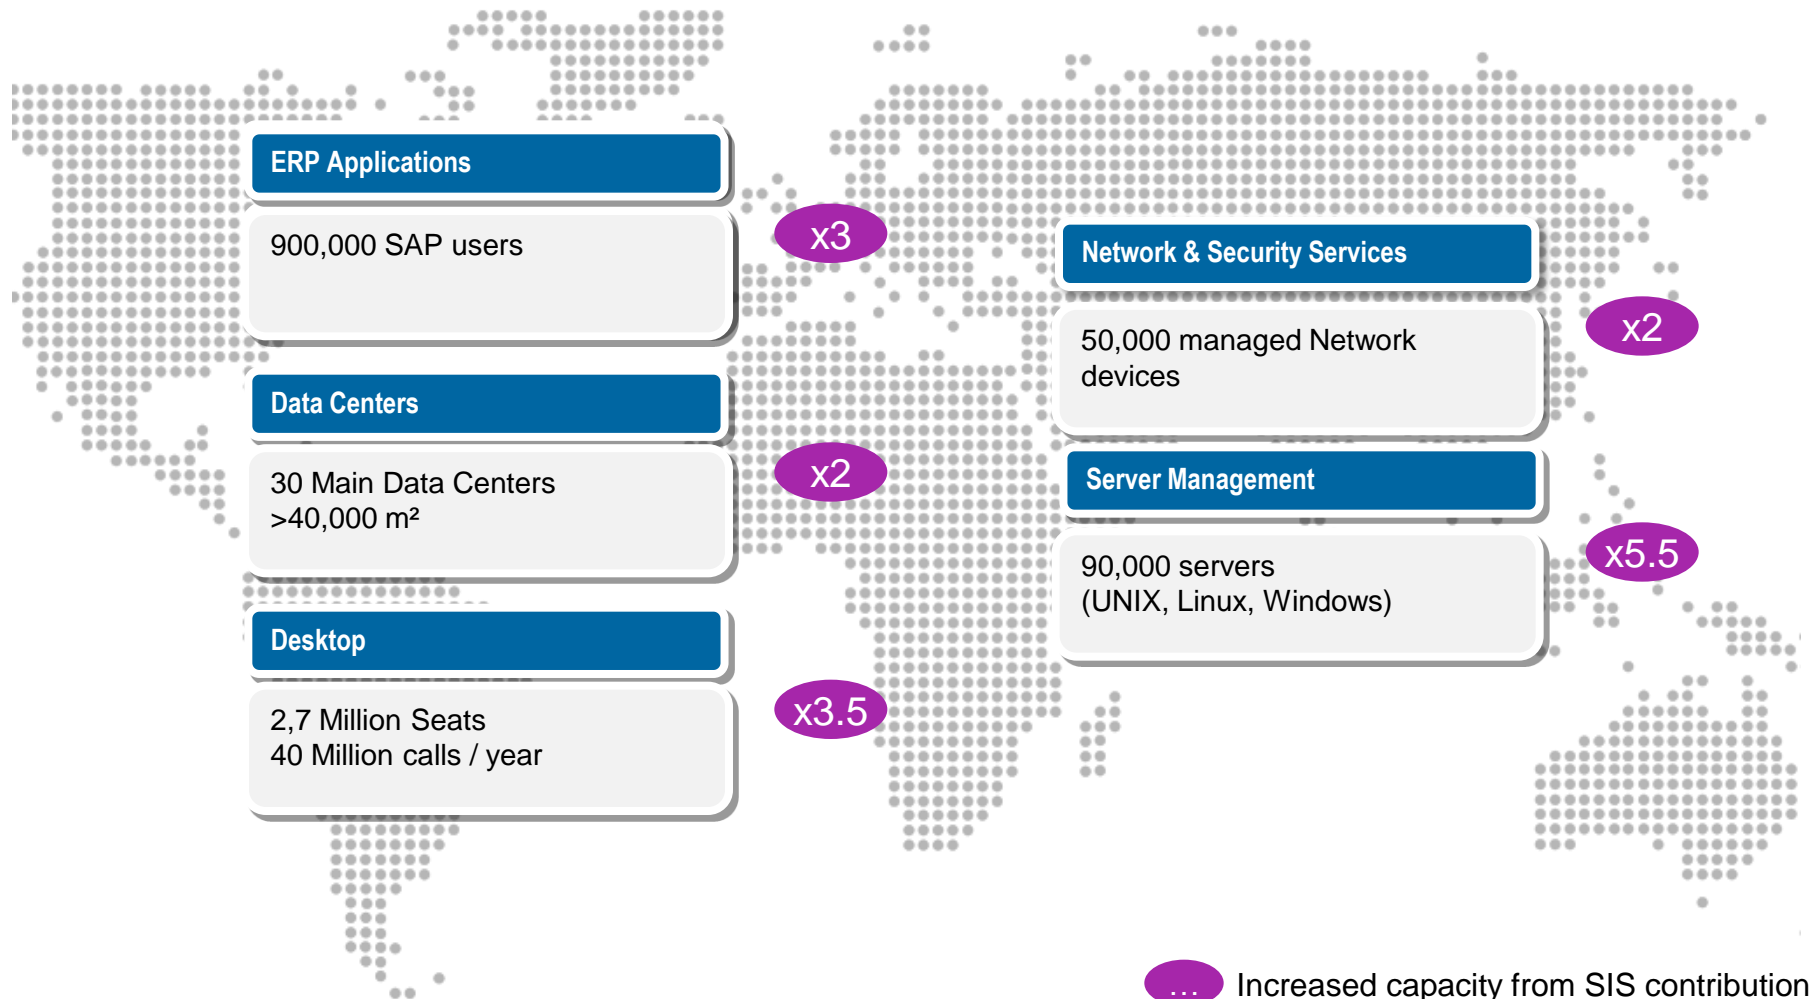 ERP Applications
900,000 SAP users
x3
Data Centers
30 Main Data Centers
>40,000 m²
x2
Desktop
2,7 Million Seats
40 Million calls / year
x3.5
Network & Security Services
50,000 managed Network
devices
x2
Server Management
90,000 servers
(UNIX, Linux, Windows)
x5.5
... Increased capacity from SIS contribution